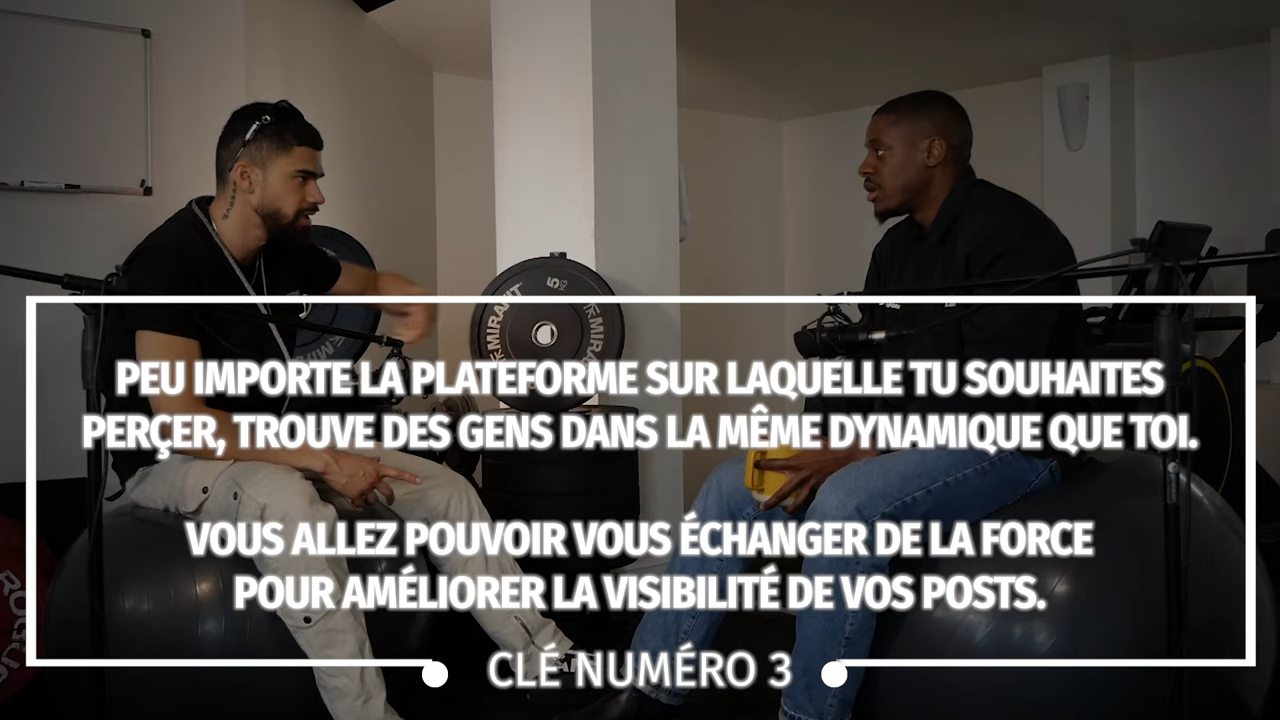 5 KG
MIRAFIT
MIRAFIT
PEU IMPORTE LA PLATEFORME SUR LAQUELLE TU SOUHAITES
PERÇER, TROUVE DES GENS DANS LA MÊME DYNAMIQUE QUE TOI.
VOUS ALLEZ POUVOIR VOUS ÉCHANGER DE LA FORCE
POUR AMÉLIORER LA VISIBILITÉ DE VOS POSTS.
CLÉ NUMÉRO 3